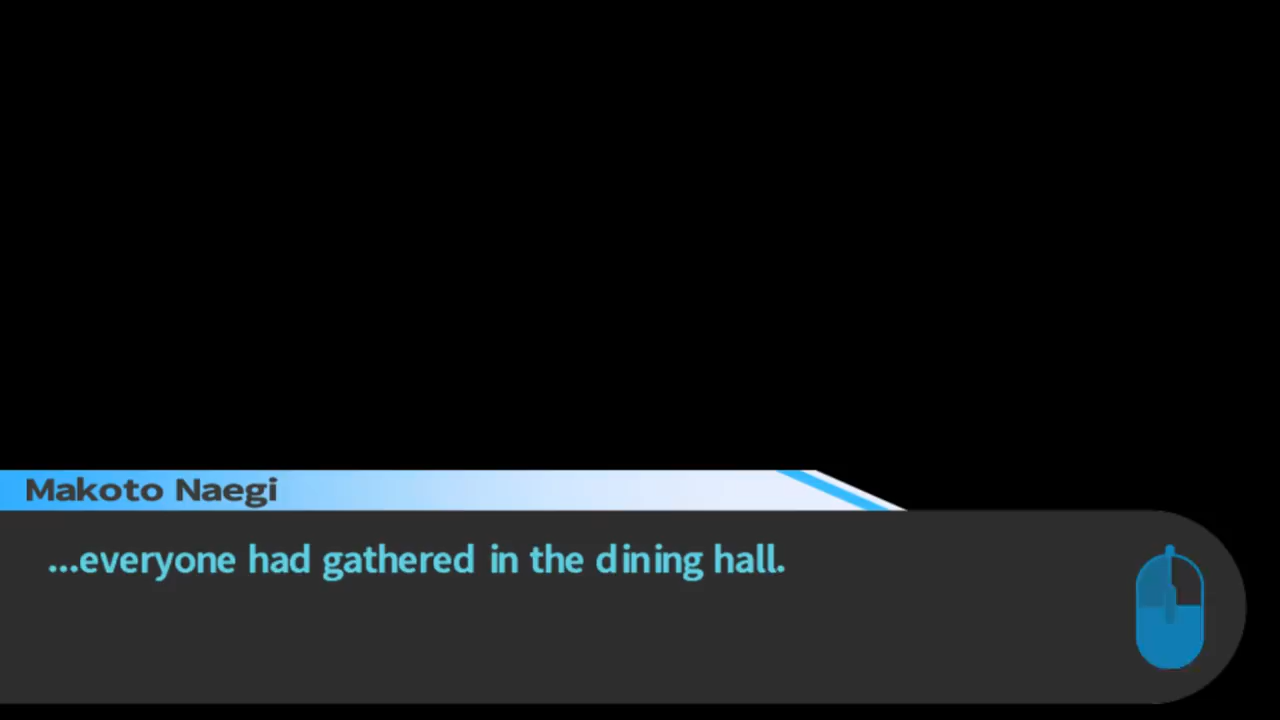 Makoto Naegi
...everyone had gathered in the dining hall.